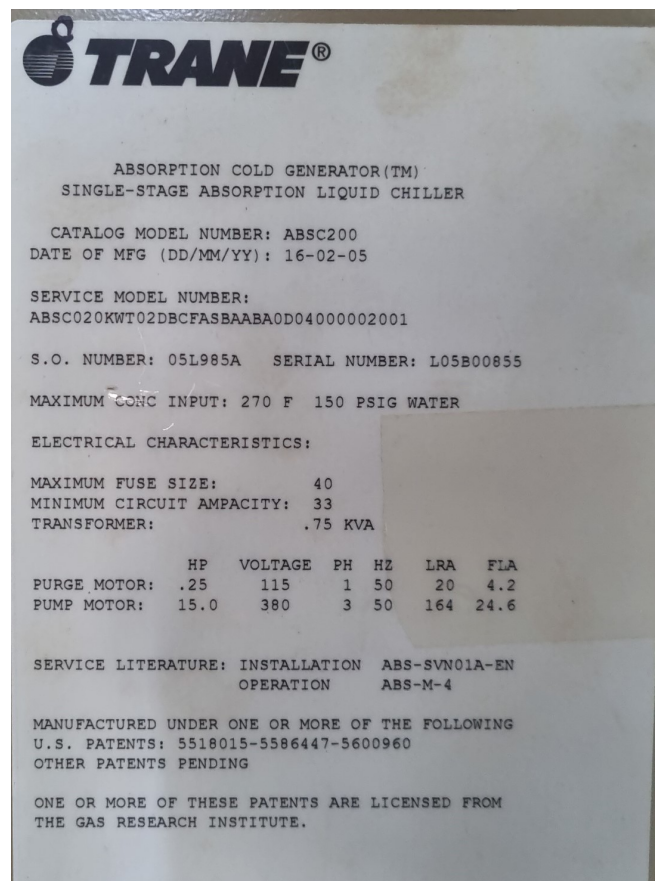 TRANE®
ABSORPTION COLD GENERATOR(TM)
SINGLE-STAGE ABSORPTION LIQUID CHILLER
CATALOG MODEL NUMBER: ABSC200
DATE OF MFG (DD/MM/YY): 16-02-05
SERVICE MODEL NUMBER:
ABSC020KWT02DBCFASBAABA0D04000002001
S.O. NUMBER: 05L985A SERIAL NUMBER: L05B00855
MAXIMUM CONC INPUT: 270 F 150 PSIG WATER
ELECTRICAL CHARACTERISTICS:
MAXIMUM FUSE SIZE: 40
MINIMUM CIRCUIT AMPACITY: 33
TRANSFORMER: .75 KVA
HP VOLTAGE PH HZ LRA FLA
PURGE MOTOR: .25 115 1 50 20 4.2
PUMP MOTOR: 15.0 380 3 50 164 24.6
SERVICE LITERATURE: INSTALLATION ABS-SVN01A-EN
OPERATION ABS-M-4
MANUFACTURED UNDER ONE OR MORE OF THE FOLLOWING
U.S. PATENTS: 5518015-5586447-5600960
OTHER PATENTS PENDING
ONE OR MORE OF THESE PATENTS ARE LICENSED FROM
THE GAS RESEARCH INSTITUTE.